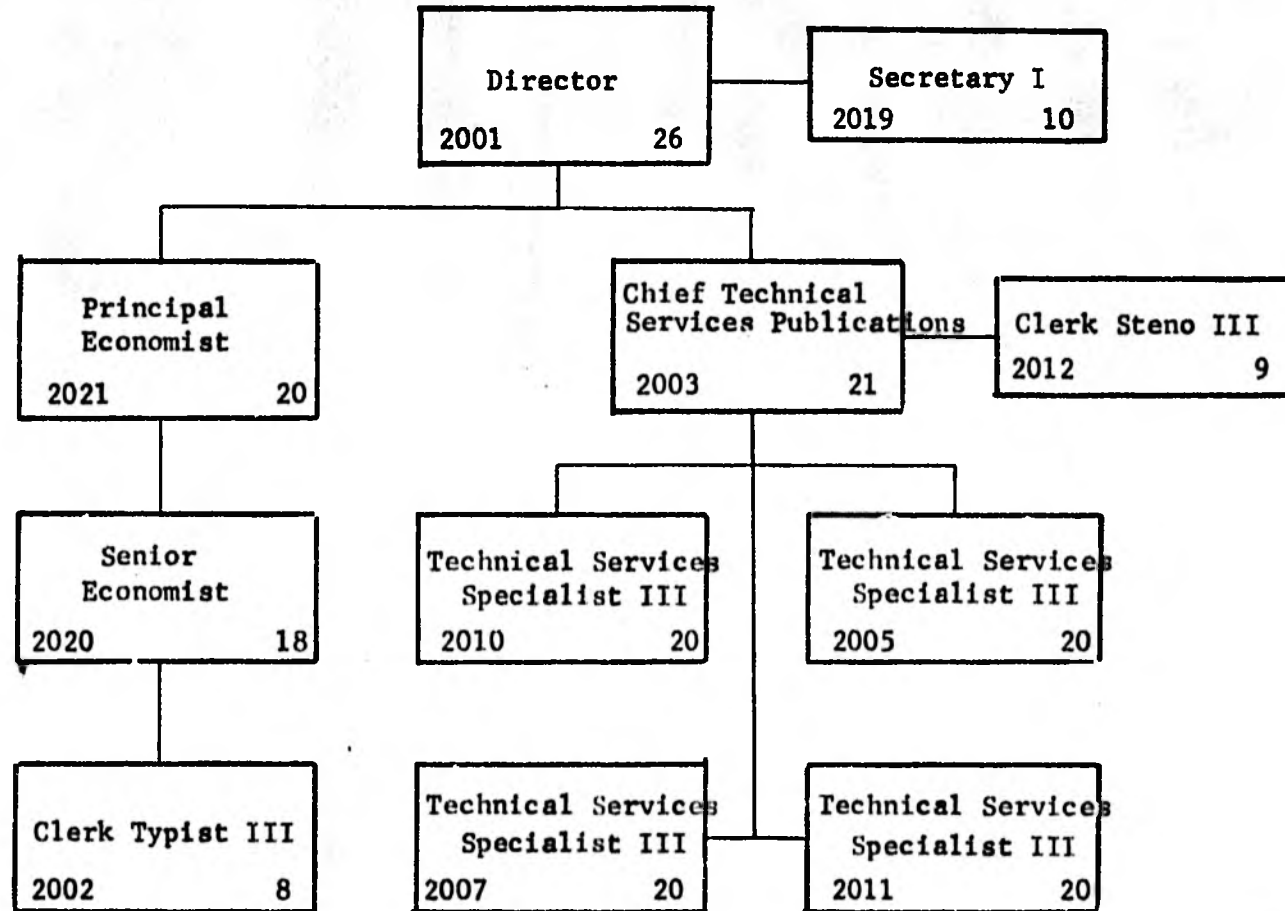 Director
2001 26
Secretary I
2019 10
Principal
Economist
2021 20
Chief Technical
Services Publications
2003 21
Clerk Steno III
2012 9
Senior
Economist
2020 18
Technical Services
Specialist III
2010 20
Technical Services
Specialist III
2005 20
Clerk Typist III
2002 8
Technical Services
Specialist III
2007 20
Technical Services
Specialist III
2011 20